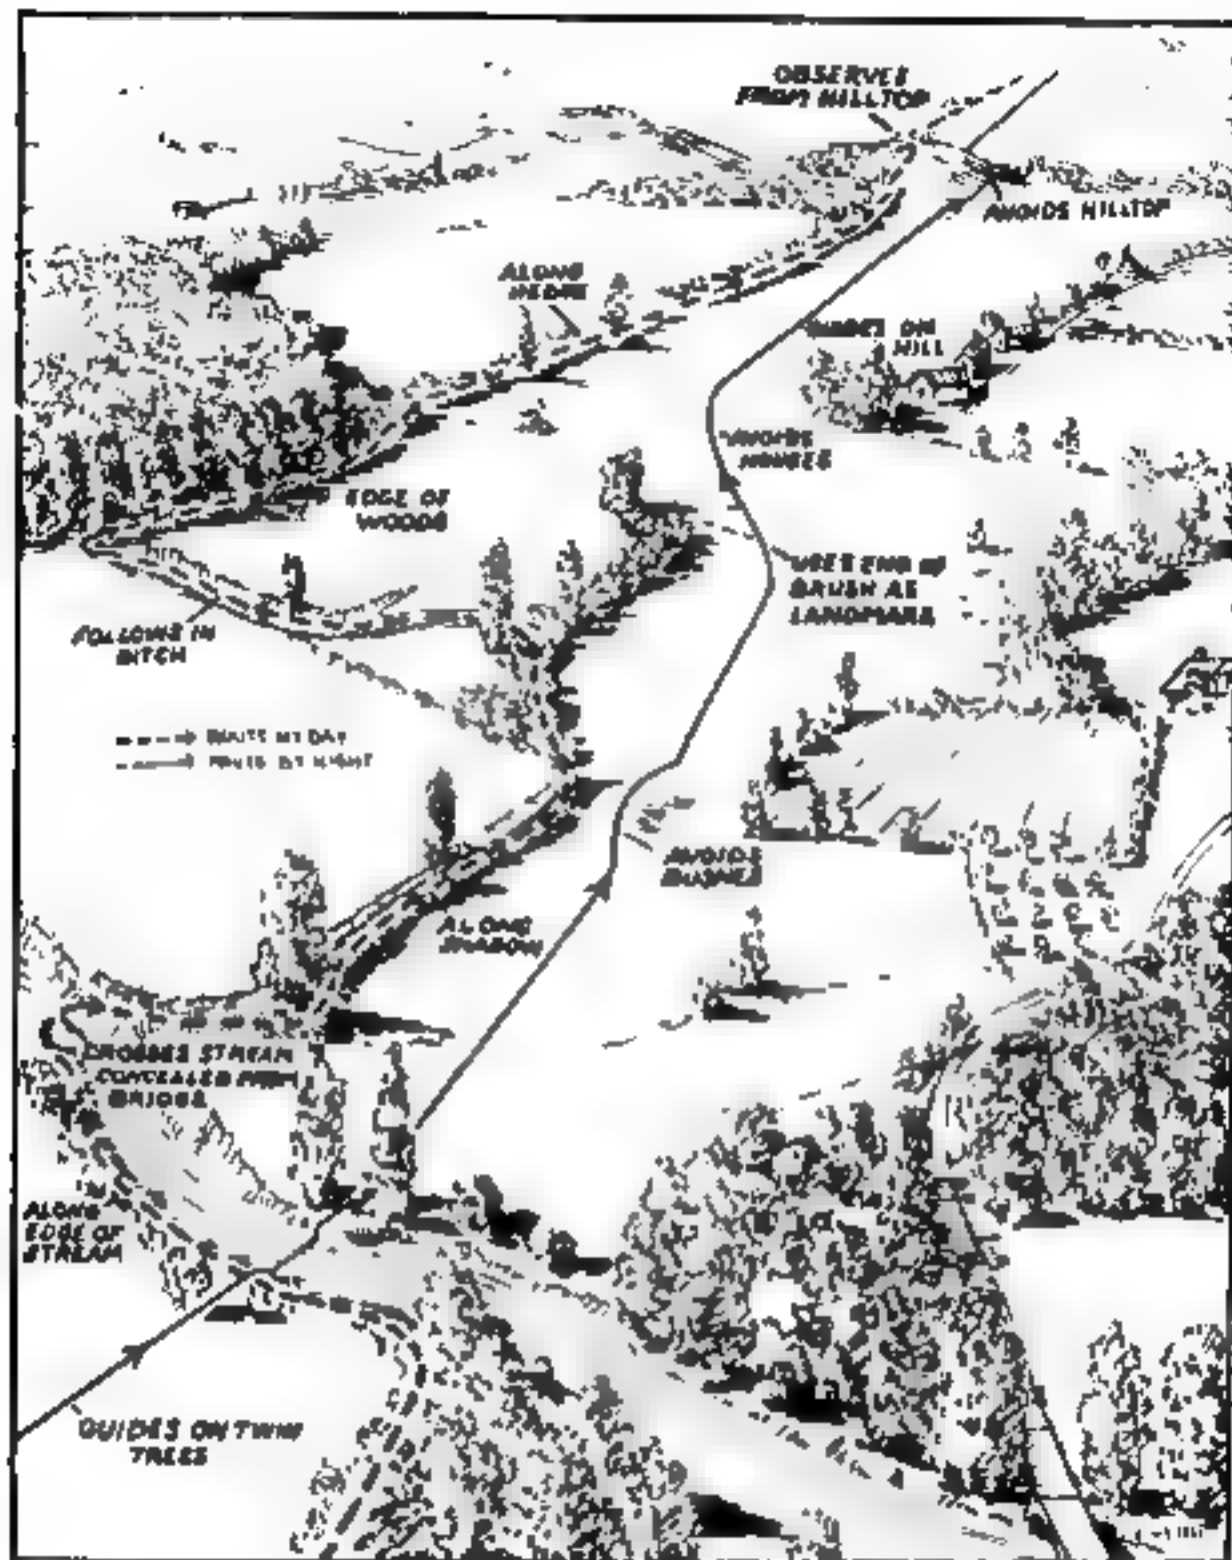 OBSERVES
FROM HILLTOP
AVOIDS HILLTOP
ALONG
HEDGE
GUIDES ON
HILL
AVOIDS
HOUSES
EDGE OF
WOODS
USES END OF
BRUSH AS
LANDMARK
FOLLOWS IN
DITCH
ROUTE BY DAY
ROUTE BY NIGHT
AVOIDS
BUSHES
ALONG
SHADOW
CROSSES STREAM
CONCEALED FROM
BRIDGE
ALONG
EDGE OF
STREAM
GUIDES ON TWIN
TREES